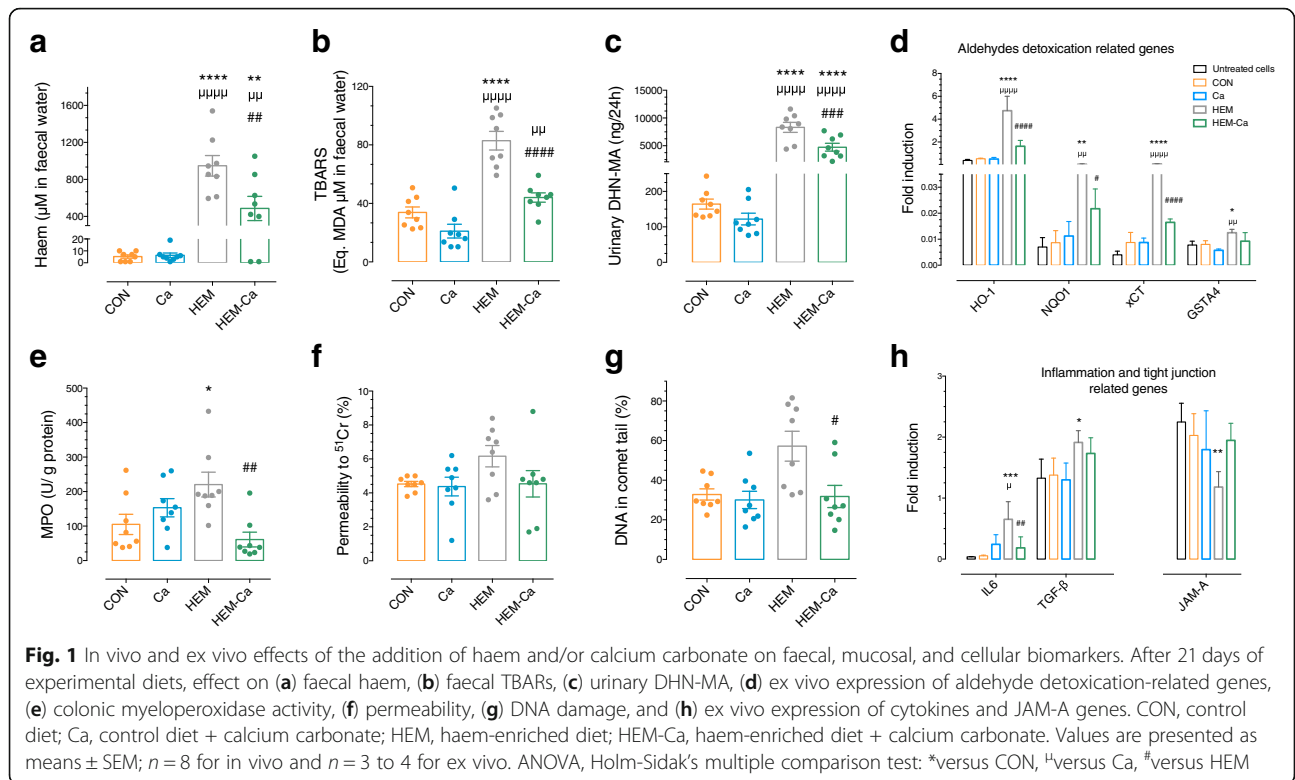 a
Haem (µM in faecal water)
1600
1200
800
400
20
10
0
**** 
µµµµ
**
µµ
##
CON
Ca
HEM
HEM-Ca
b
TBARS
(Eq. MDA µM in faecal water)
120
80
40
0
****
µµµµ
µµ
####
CON
Ca
HEM
HEM-Ca
c
Urinary DHN-MA (ng/24h)
15000
10000
5000
150
100
50
0
****
µµµµ
****
µµµµ
###
CON
Ca
HEM
HEM-Ca
d
Aldehydes detoxication related genes
Untreated cells
CON
Ca
HEM
HEM-Ca
Fold induction
8
6
4
2
0.03
0.02
0.01
0.00
****
µµµµ
####
**
µµ
#
****
µµµµ
####
*
µµ
HO-1
NQO1
xCT
GSTA4
e
MPO (U/ g protein)
500
400
300
200
100
0
*
##
CON
Ca
HEM
HEM-Ca
f
Permeability to ⁵¹Cr (%)
10
8
6
4
2
0
CON
Ca
HEM
HEM-Ca
g
DNA in comet tail (%)
80
60
40
20
0
#
CON
Ca
HEM
HEM-Ca
h
Inflammation and tight junction
related genes
Fold induction
3
2
1
0
***
µ
##
*
**
IL6
TGF-β
JAM-A
Fig. 1 In vivo and ex vivo effects of the addition of haem and/or calcium carbonate on faecal, mucosal, and cellular biomarkers. After 21 days of
experimental diets, effect on (a) faecal haem, (b) faecal TBARs, (c) urinary DHN-MA, (d) ex vivo expression of aldehyde detoxication-related genes,
(e) colonic myeloperoxidase activity, (f) permeability, (g) DNA damage, and (h) ex vivo expression of cytokines and JAM-A genes. CON, control
diet; Ca, control diet + calcium carbonate; HEM, haem-enriched diet; HEM-Ca, haem-enriched diet + calcium carbonate. Values are presented as
means ± SEM; n = 8 for in vivo and n = 3 to 4 for ex vivo. ANOVA, Holm-Sidak’s multiple comparison test: *versus CON, ᵘversus Ca, #versus HEM